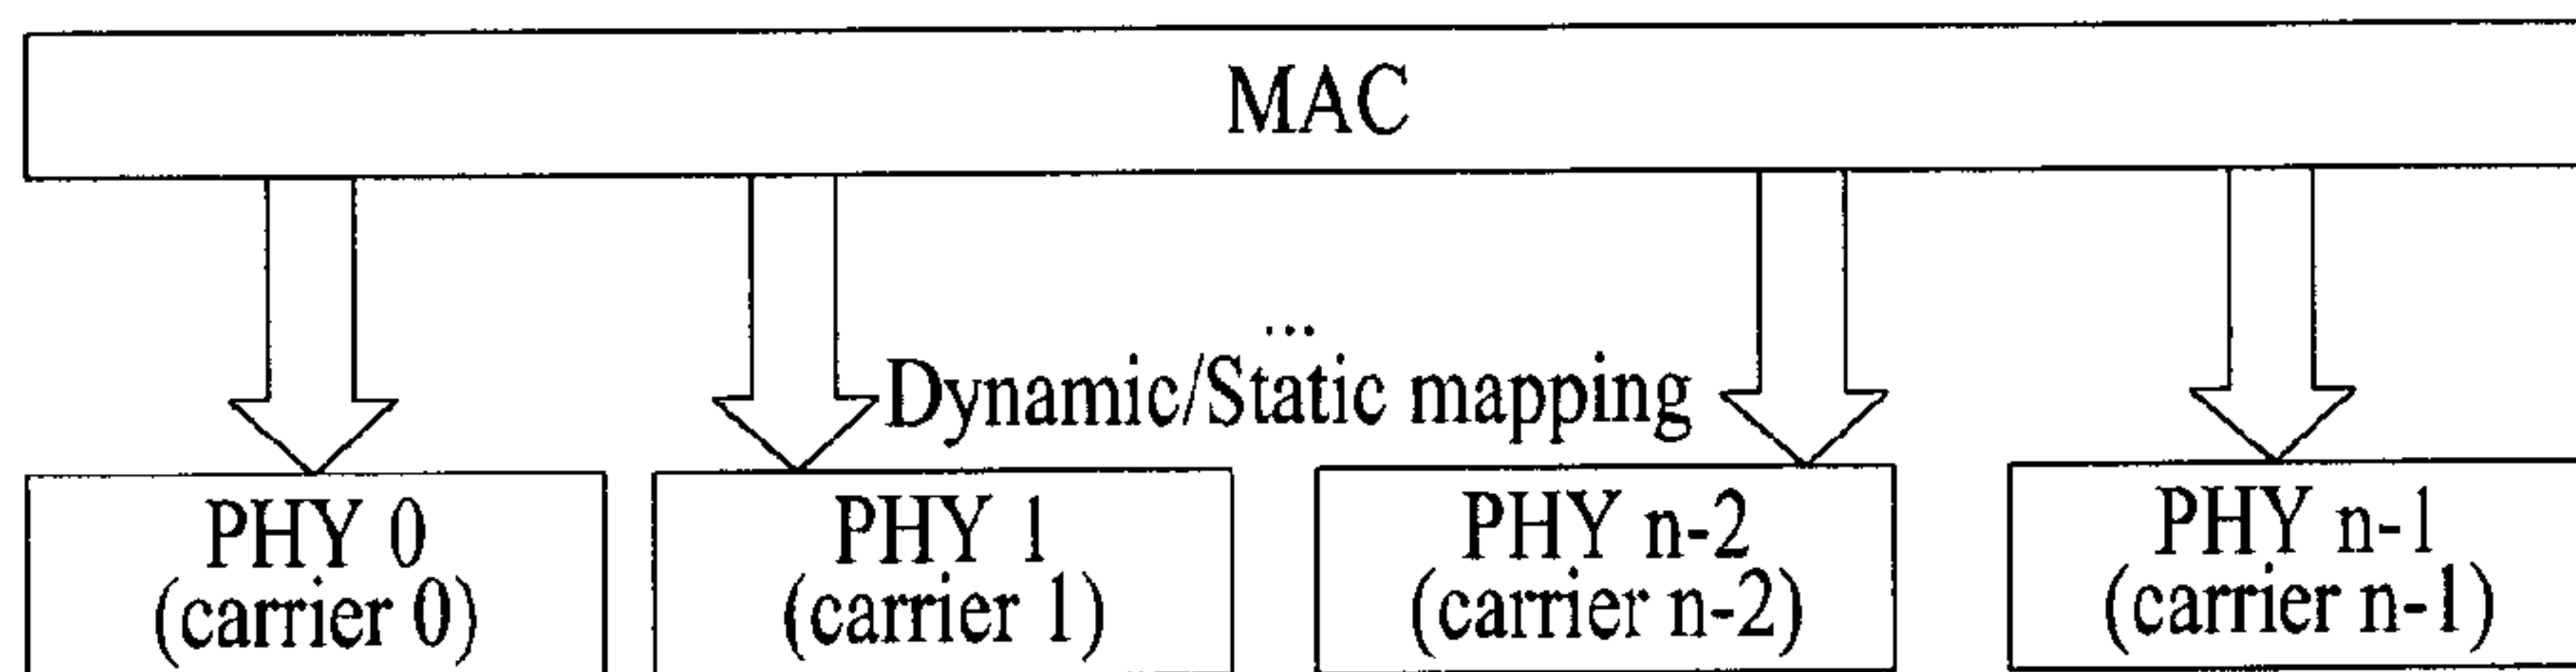 MAC
...
Dynamic/Static mapping
PHY 0
(carrier 0)
PHY 1
(carrier 1)
PHY n-2
(carrier n-2)
PHY n-1
(carrier n-1)